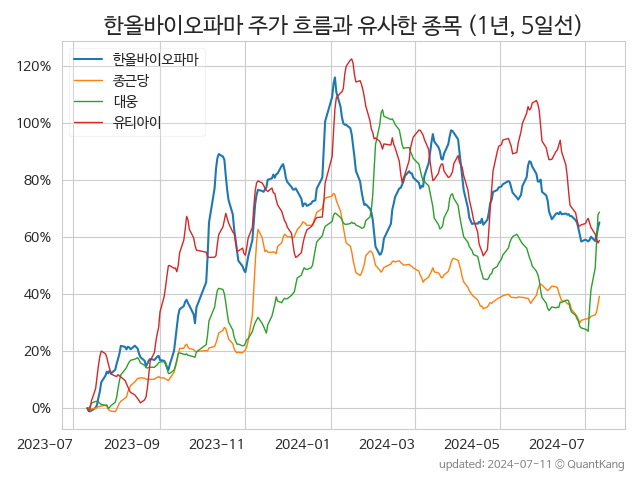 한올바이오파마 주가 흐름과 유사한 종목 (1년, 5일선)
한올바이오파마
종근당
대웅
유티아이
120%
100%
80%
60%
40%
20%
0%
2023-07
2023-09
2023-11
2024-01
2024-03
2024-05
2024-07
updated: 2024-07-11 © QuantKang